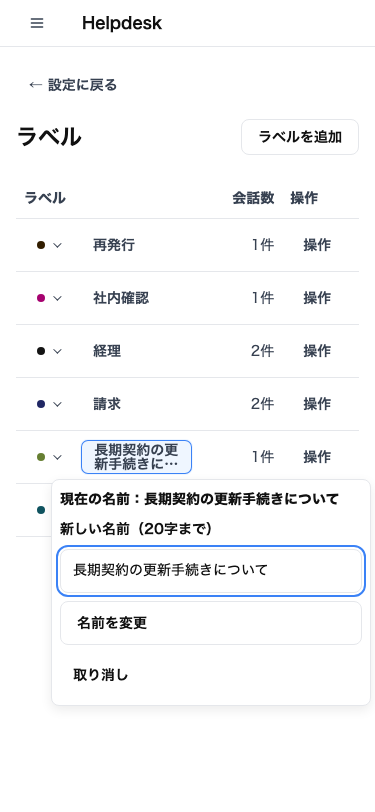 Helpdesk
← 設定に戻る
ラベル
ラベルを追加
ラベル 会話数 操作
再発行 1件 操作
社内確認 1件 操作
経理 2件 操作
請求 2件 操作
長期契約の更
新手続きに… 1件 操作
現在の名前：長期契約の更新手続きについて
新しい名前（20字まで）
長期契約の更新手続きについて
名前を変更
取り消し